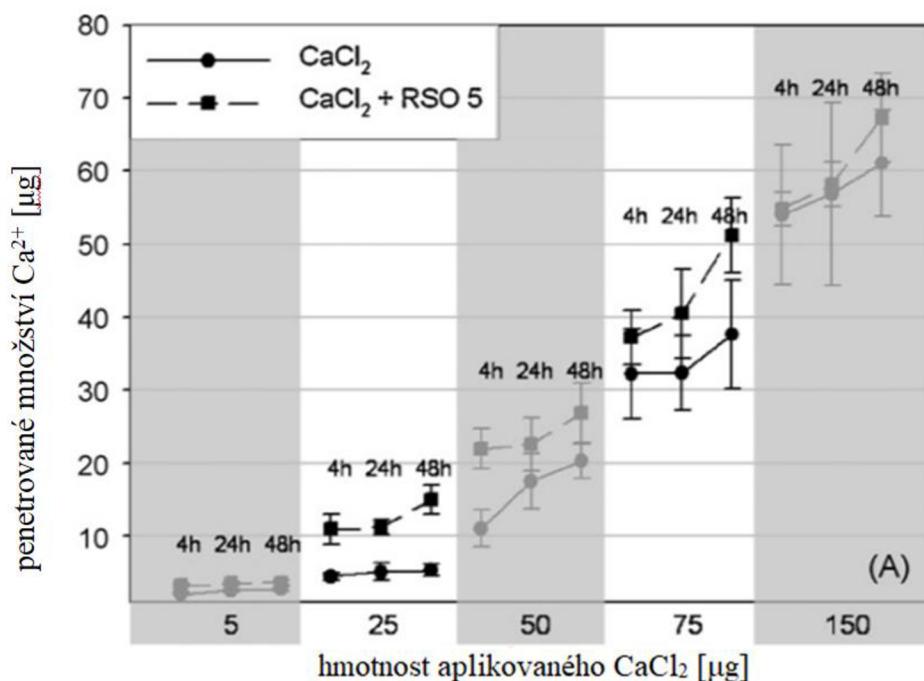 80
70
60
50
40
30
20
10
penetrované množství Ca²⁺ [µg]
CaCl₂
CaCl₂ + RSO 5
4h 24h 48h
4h 24h 48h
4h 24h 48h
4h 24h 48h
4h 24h 48h
(A)
5 25 50 75 150
hmotnost aplikovaného CaCl₂ [µg]